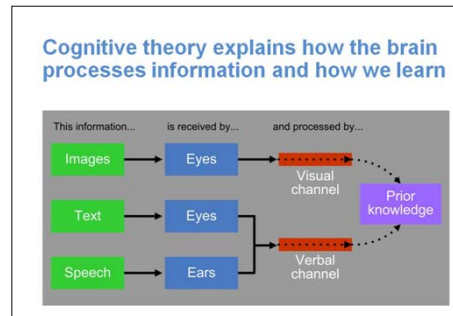 Cognitive theory explains how the brain
processes information and how we learn
This information...
is received by...
and processed by...
Images
Eyes
Visual
channel
Prior
knowledge
Text
Eyes
Verbal
channel
Speech
Ears